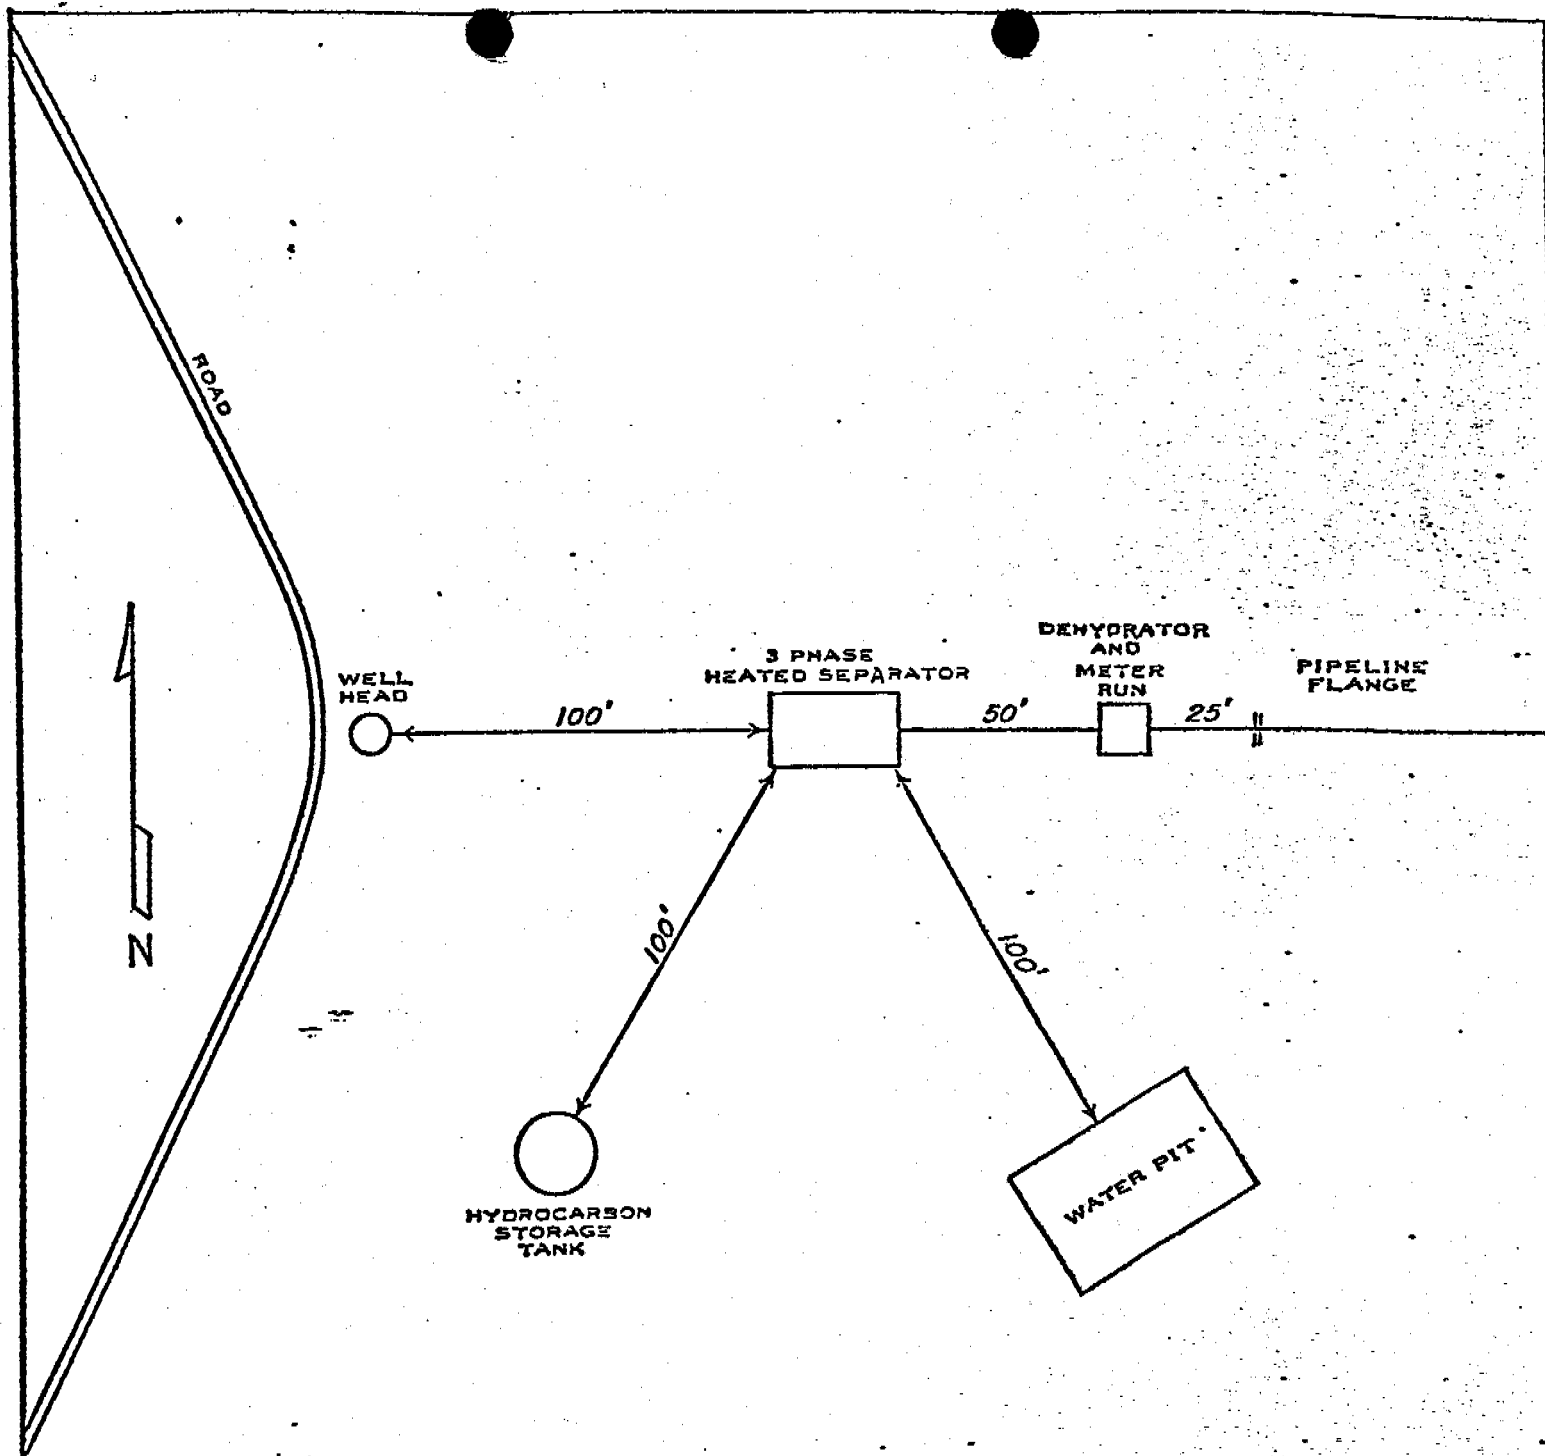 ROAD
WELL
HEAD
100'
3 PHASE
HEATED SEPARATOR
50'
DEHYDRATOR
AND
METER
RUN
25'
PIPELINE
FLANGE
N
100'
100'
HYDROCARBON
STORAGE
TANK
WATER PIT